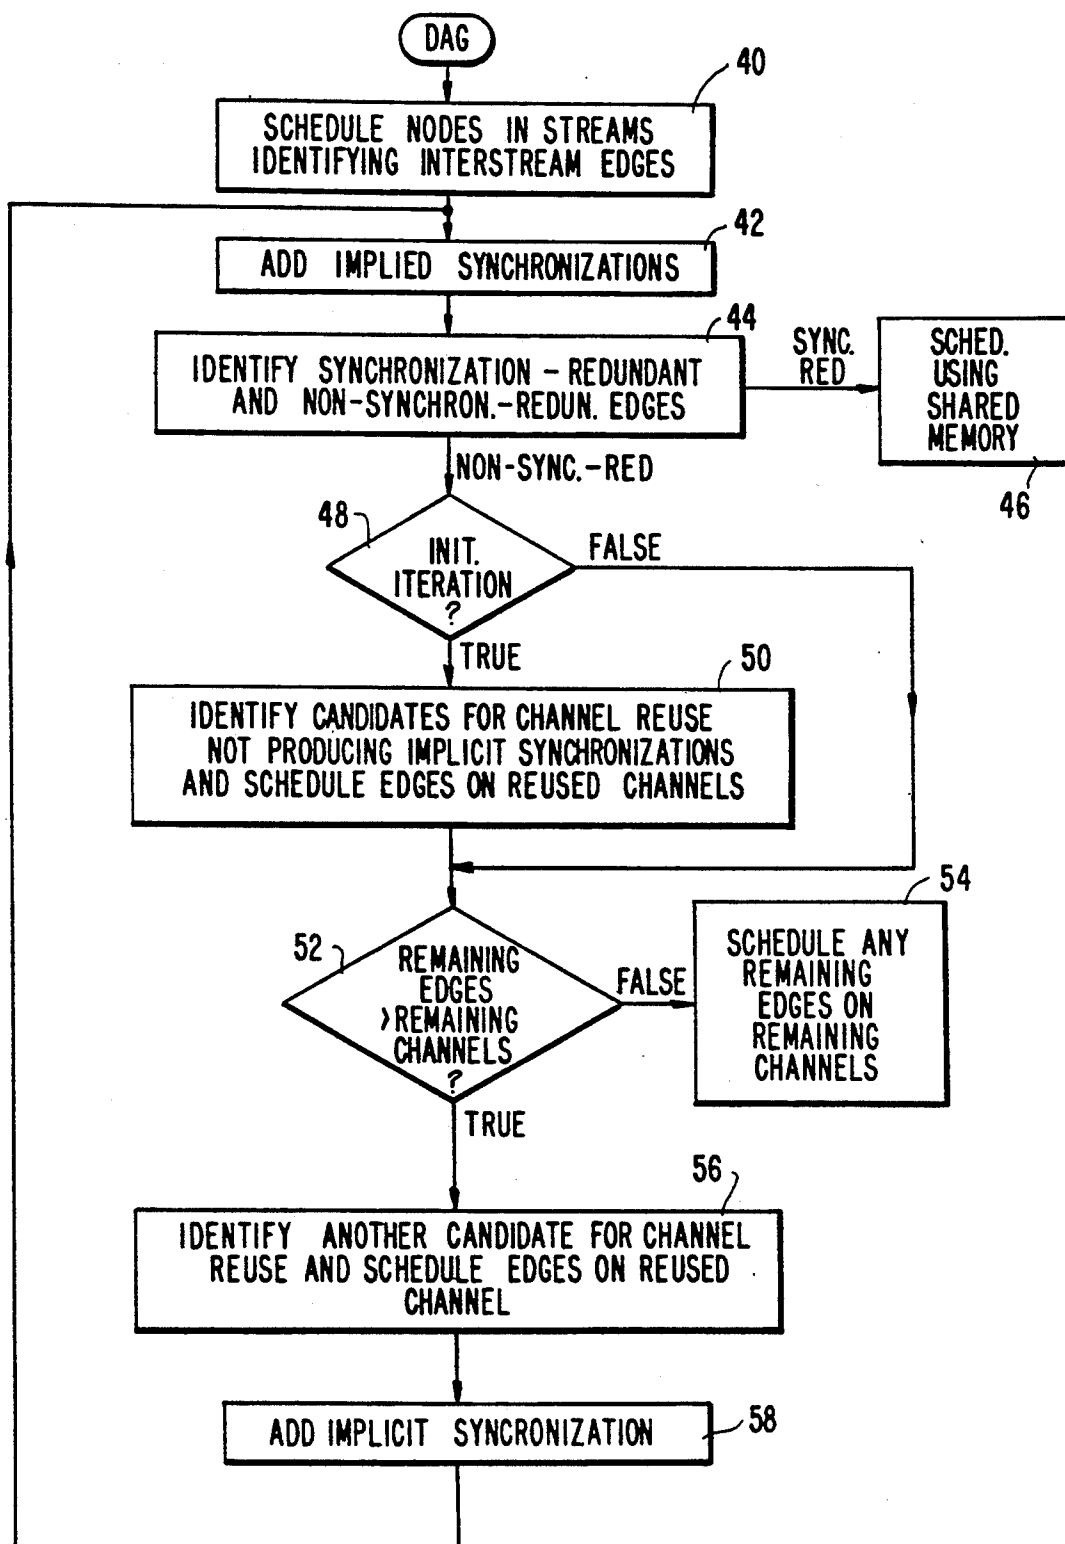 DAG
40
SCHEDULE NODES IN STREAMS
IDENTIFYING INTERSTREAM EDGES
42
ADD IMPLIED SYNCHRONIZATIONS
44
IDENTIFY SYNCHRONIZATION-REDUNDANT
AND NON-SYNCHRON.-REDUN. EDGES
SYNC.
RED
SCHED.
USING
SHARED
MEMORY
46
NON-SYNC.-RED
48
INIT.
ITERATION
?
FALSE
TRUE
50
IDENTIFY CANDIDATES FOR CHANNEL REUSE
NOT PRODUCING IMPLICIT SYNCHRONIZATIONS
AND SCHEDULE EDGES ON REUSED CHANNELS
52
REMAINING
EDGES
>REMAINING
CHANNELS
?
FALSE
54
SCHEDULE ANY
REMAINING
EDGES ON
REMAINING
CHANNELS
TRUE
56
IDENTIFY ANOTHER CANDIDATE FOR CHANNEL
REUSE AND SCHEDULE EDGES ON REUSED
CHANNEL
ADD IMPLICIT SYNCRONIZATION
58